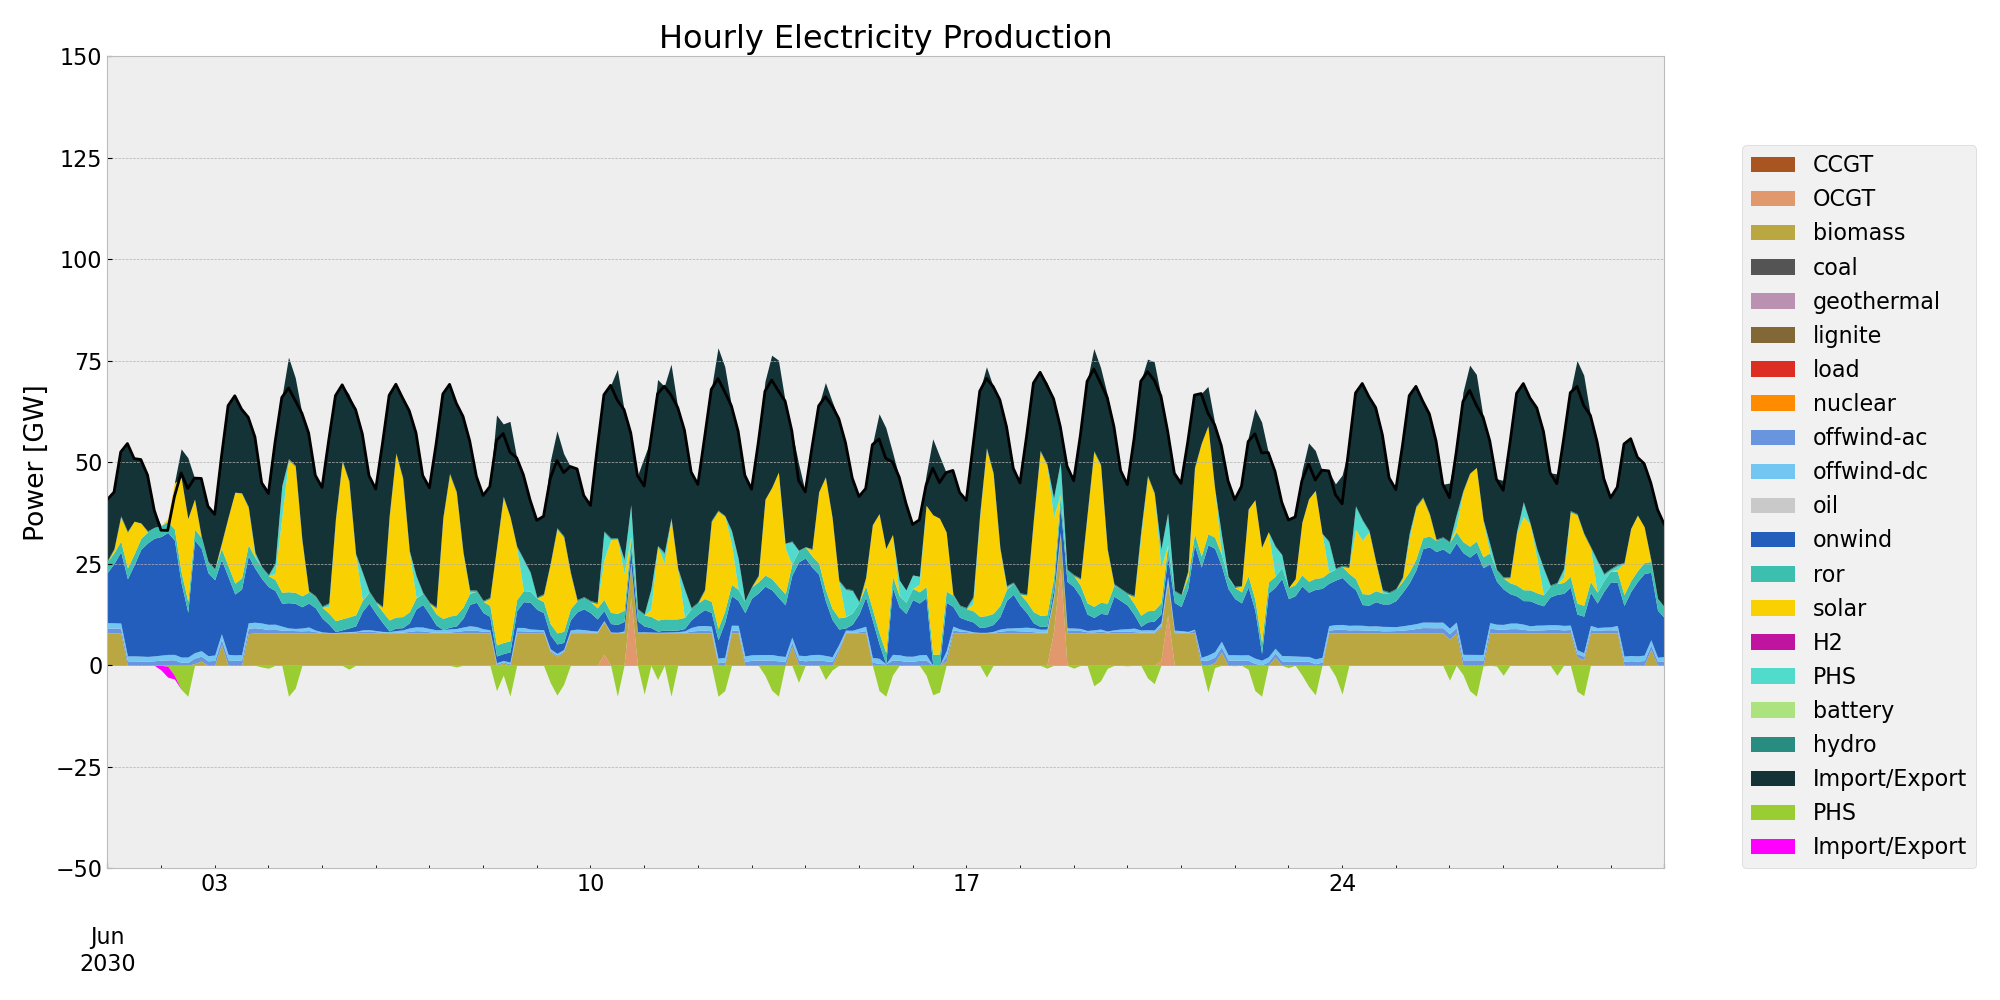 Hourly Electricity Production
Power [GW]
150
125
100
75
50
25
0
−25
−50
03
10
17
24
Jun
2030
CCGT
OCGT
biomass
coal
geothermal
lignite
load
nuclear
offwind-ac
offwind-dc
oil
onwind
ror
solar
H2
PHS
battery
hydro
Import/Export
PHS
Import/Export